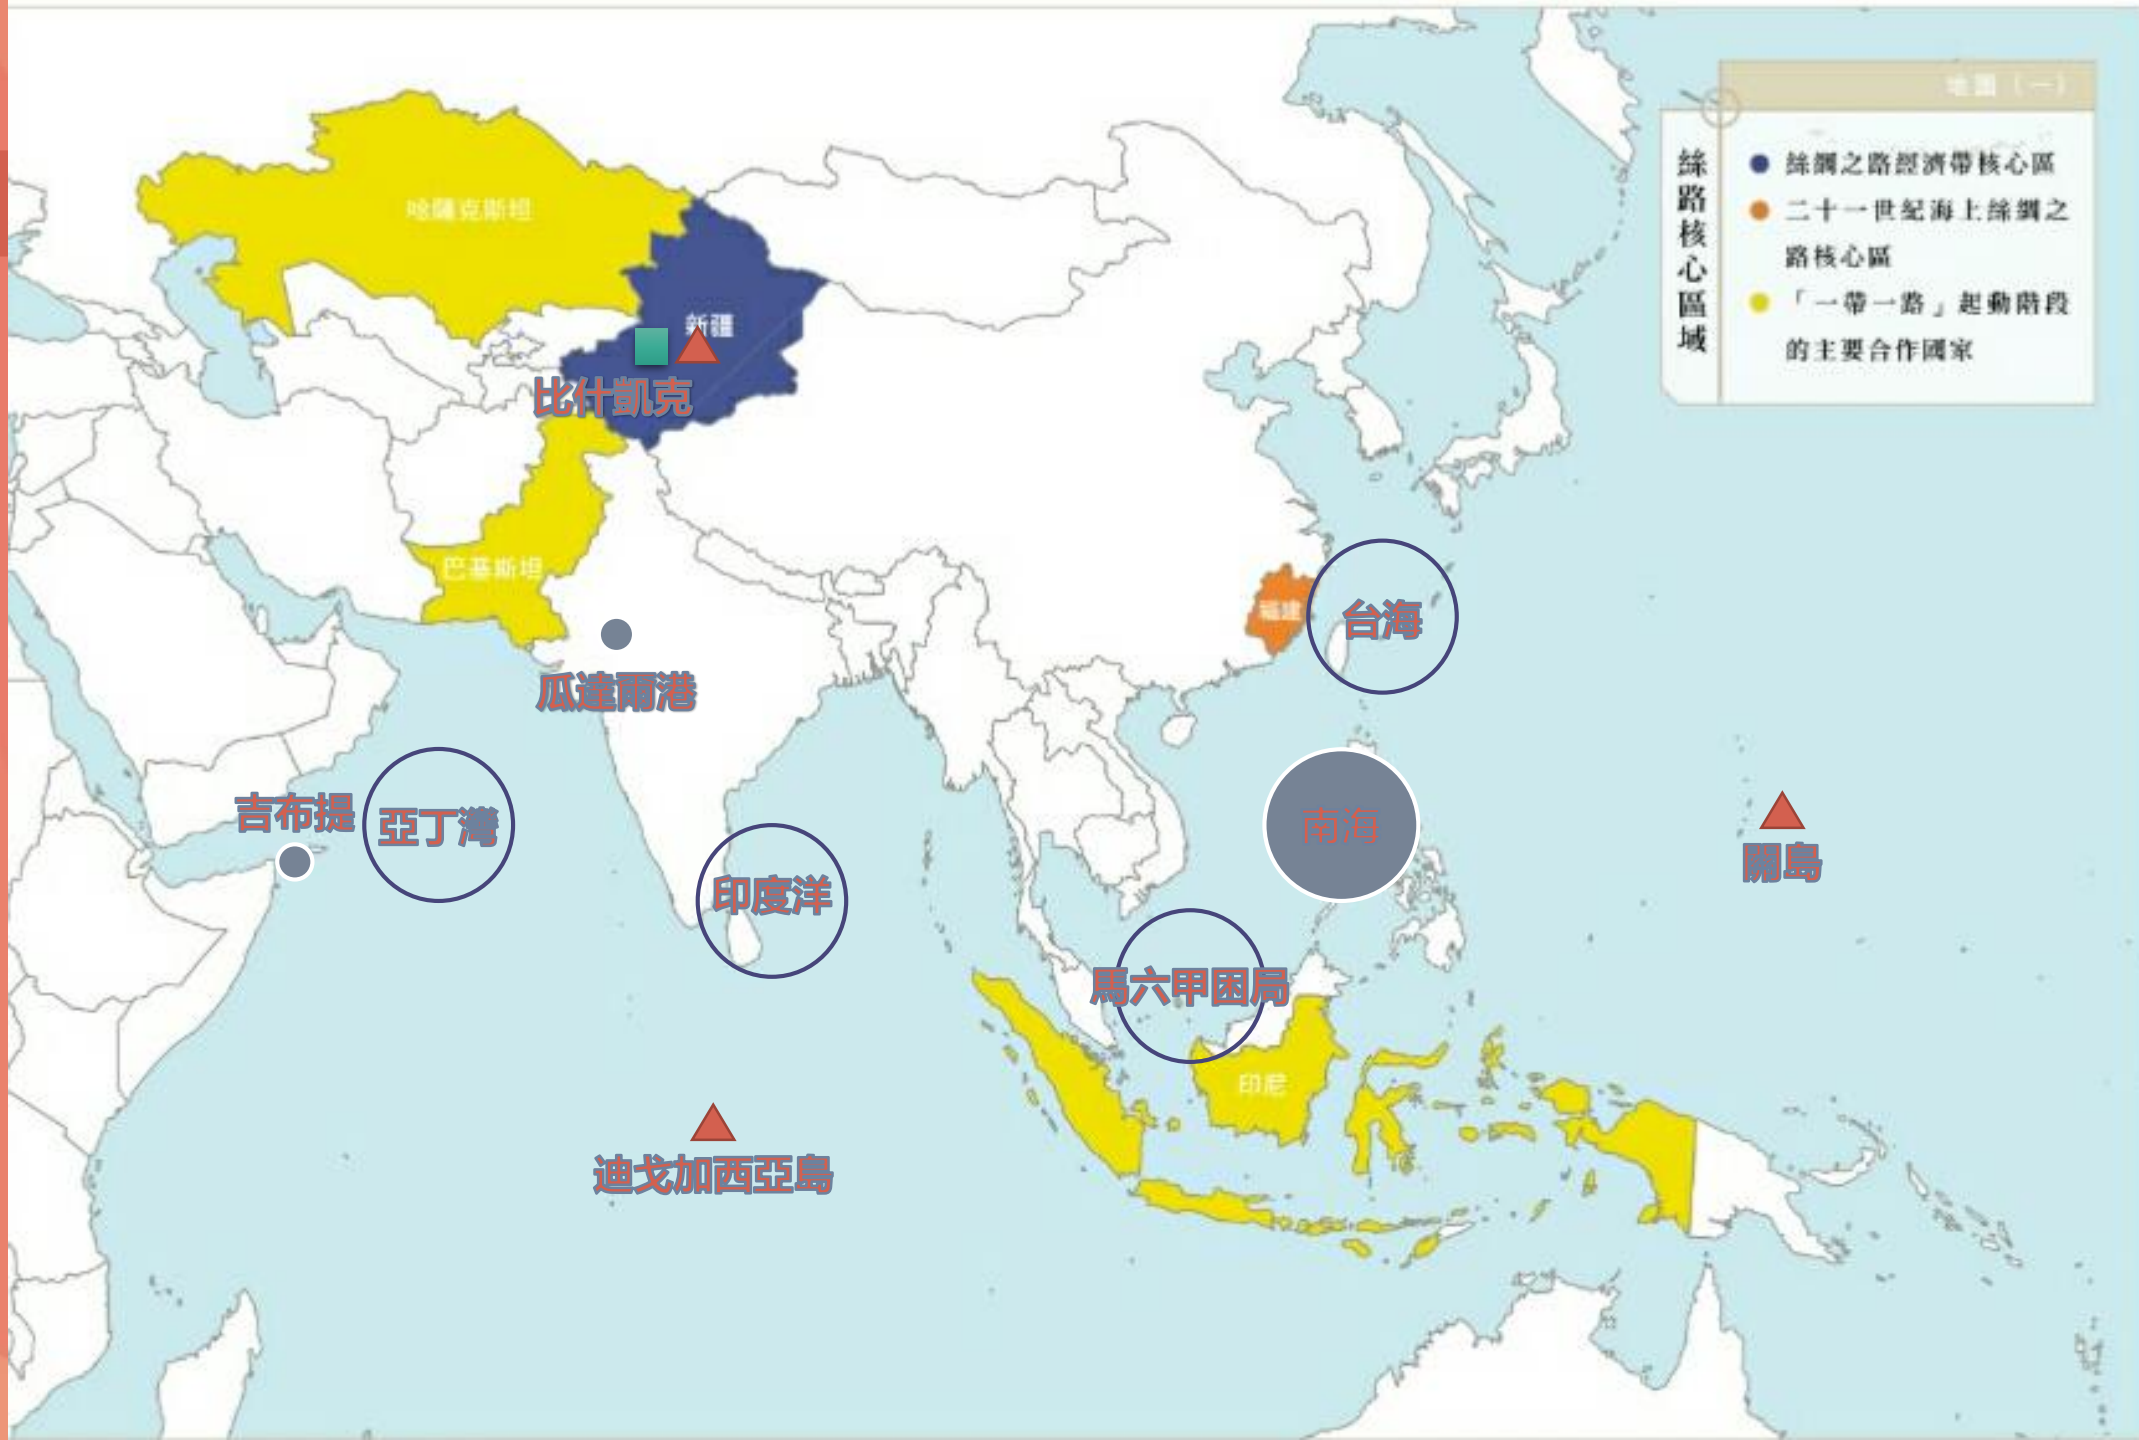 地圖（一）
絲路核心區域
絲綢之路經濟帶核心區
二十一世紀海上絲綢之
路核心區
「一帶一路」起動階段
的主要合作國家
哈薩克斯坦
新疆
比什凱克
巴基斯坦
福建
台海
瓜達爾港
吉布提
亞丁灣
南海
關島
印度洋
馬六甲困局
印尼
迪戈加西亞島